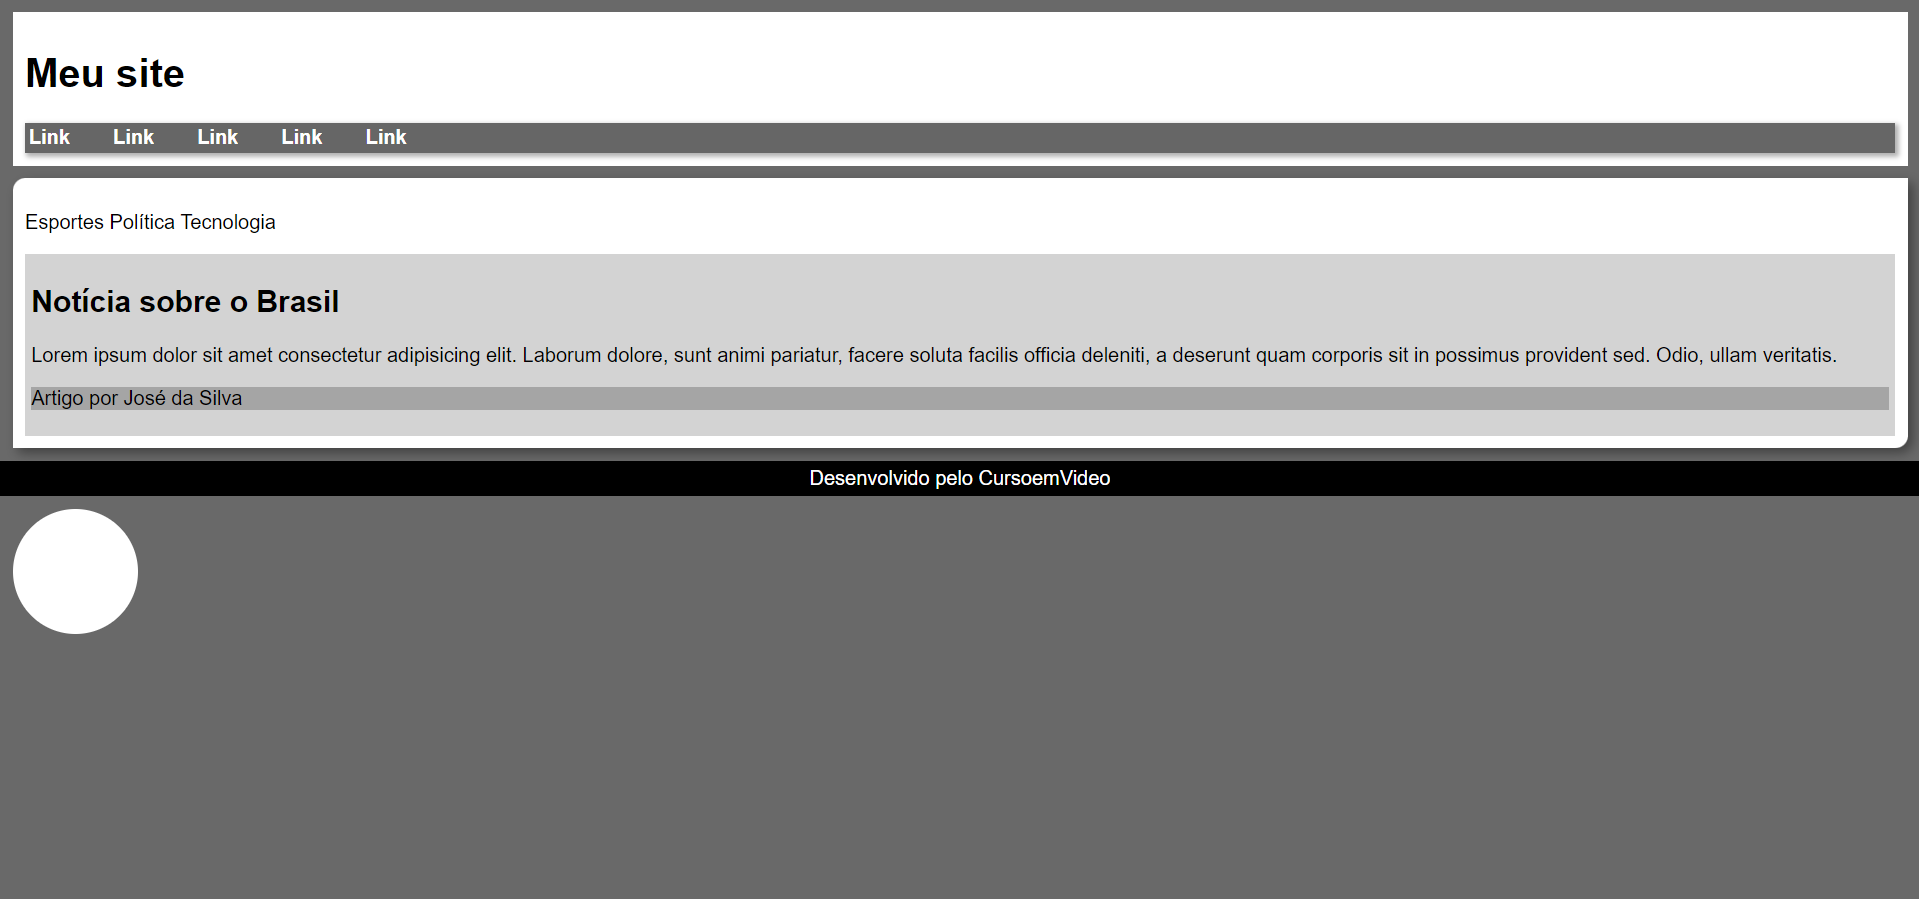 Meu site
Link Link Link Link Link
Esportes Política Tecnologia
Notícia sobre o Brasil
Lorem ipsum dolor sit amet consectetur adipisicing elit. Laborum dolore, sunt animi pariatur, facere soluta facilis officia deleniti, a deserunt quam corporis sit in possimus provident sed. Odio, ullam veritatis.
Artigo por José da Silva
Desenvolvido pelo CursoemVideo